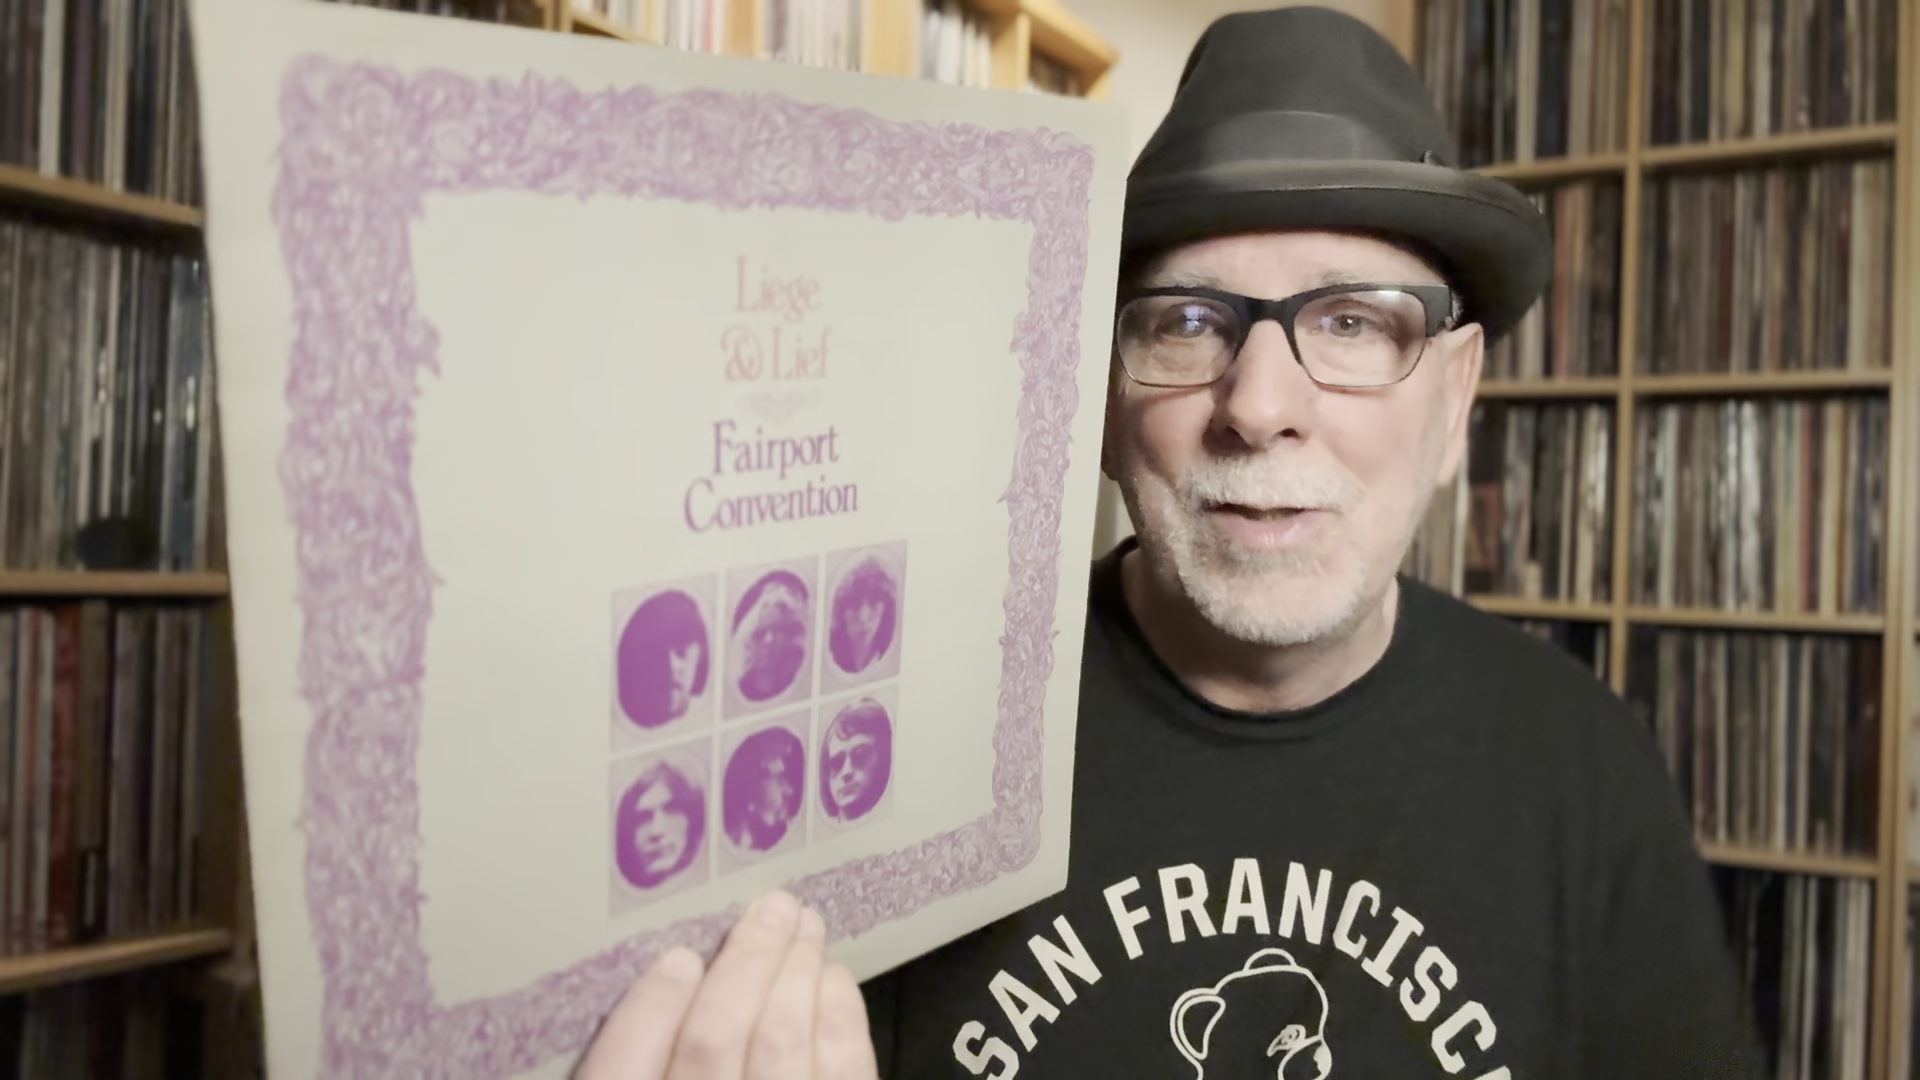 Liege
& Lief
Fairport
Convention
SAN FRANCISC